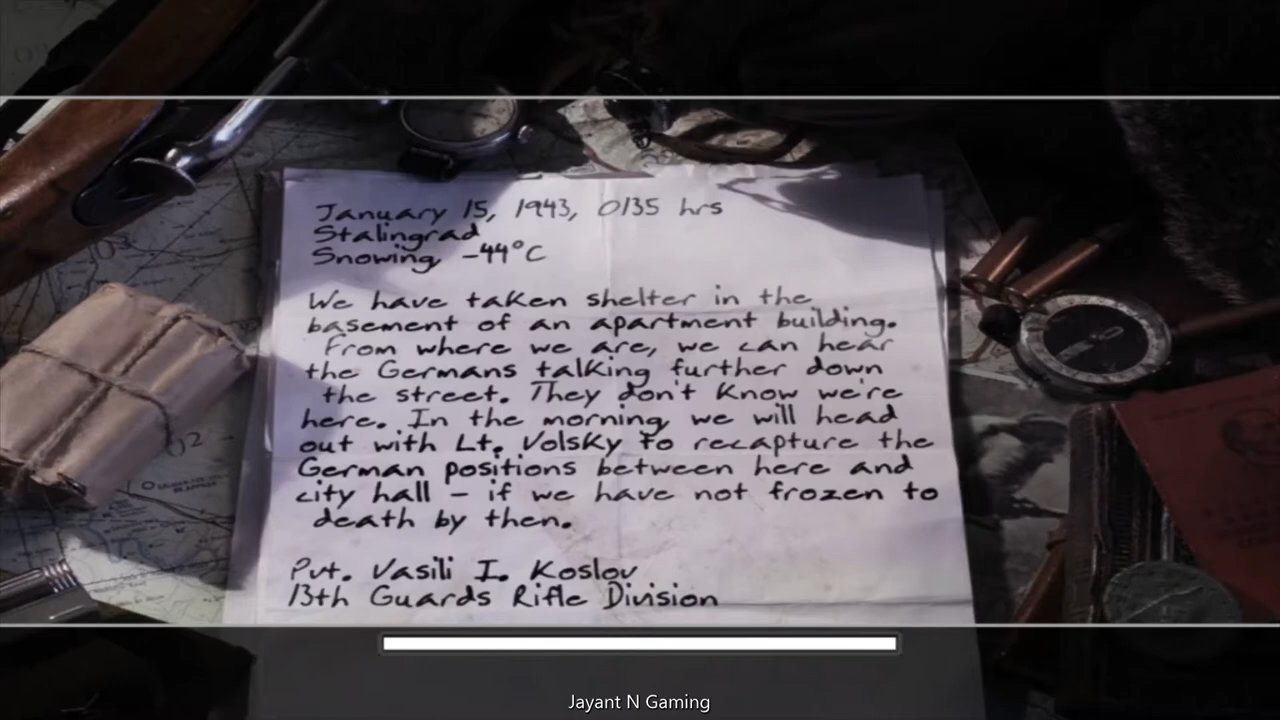 January 15, 1943, 0135 hrs
Stalingrad
Snowing -44°C
We have taken shelter in the
basement of an apartment building.
From where we are, we can hear
the Germans talking further down
the street. They don't know we're
here. In the morning we will head
out with Lt. Volsky to recapture the
German positions between here and
city hall - if we have not frozen to
death by then.
Pvt. Vasili I. Koslov
13th Guards Rifle Division
Jayant N Gaming